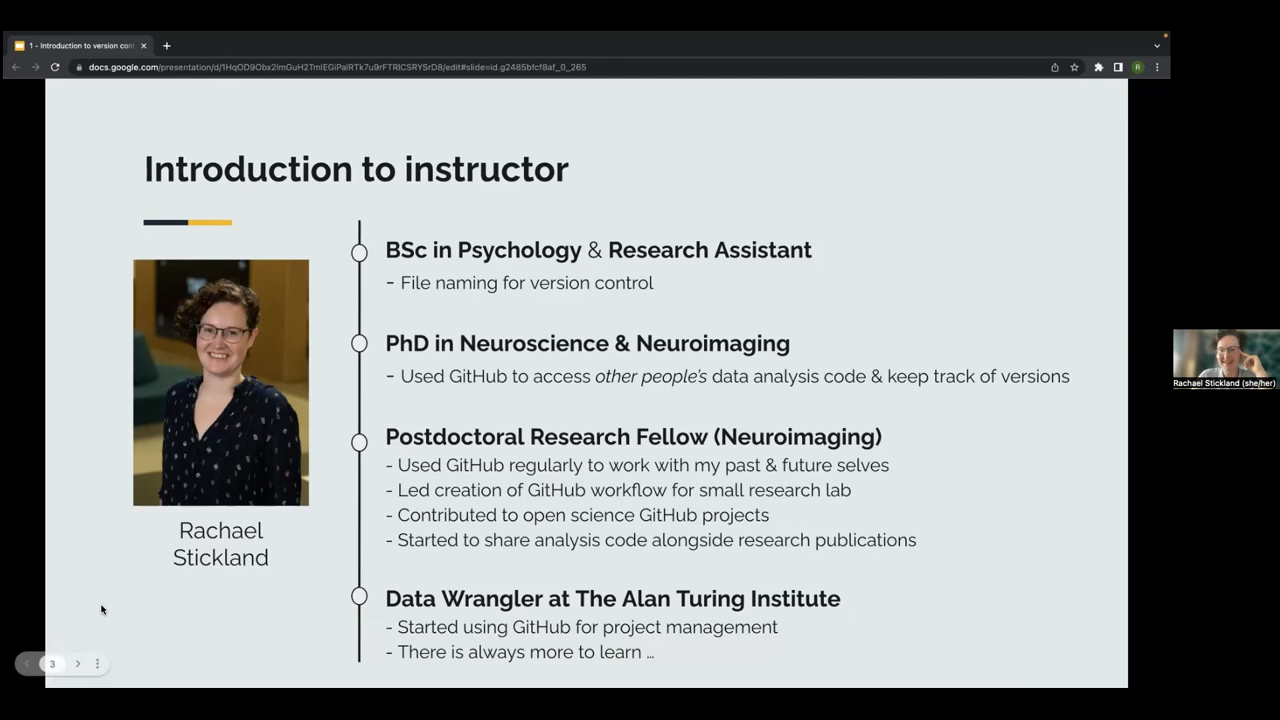 1 - Introduction to version con
docs.google.com/presentation/d/1HqOD9Obx2lmGuH2TmlEGiPalRTk7u9rFTRlCSRYSrD8/edit#slide=id.g2485bfcf8af_0_265
R
Introduction to instructor
BSc in Psychology & Research Assistant
- File naming for version control
PhD in Neuroscience & Neuroimaging
- Used GitHub to access other people's data analysis code & keep track of versions
Postdoctoral Research Fellow (Neuroimaging)
- Used GitHub regularly to work with my past & future selves
- Led creation of GitHub workflow for small research lab
- Contributed to open science GitHub projects
- Started to share analysis code alongside research publications
Data Wrangler at The Alan Turing Institute
- Started using GitHub for project management
- There is always more to learn ...
Rachael
Stickland
3
Rachael Stickland (she/her)